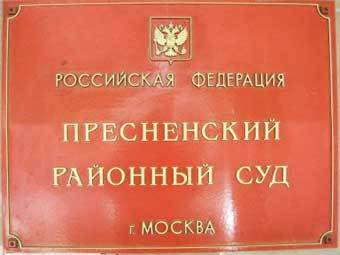 РОССИЙСКАЯ ФЕДЕРАЦИЯ
ПРЕСНЕНСКИЙ
РАЙОННЫЙ СУД
г. МОСКВА